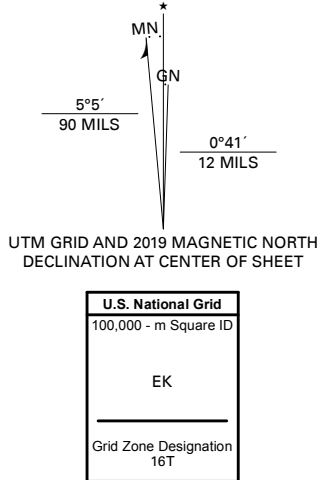 ★
MN
GN
5°5´
90 MILS
0°41´
12 MILS
UTM GRID AND 2019 MAGNETIC NORTH
DECLINATION AT CENTER OF SHEET
U.S. National Grid
100,000 - m Square ID
EK
Grid Zone Designation
16T